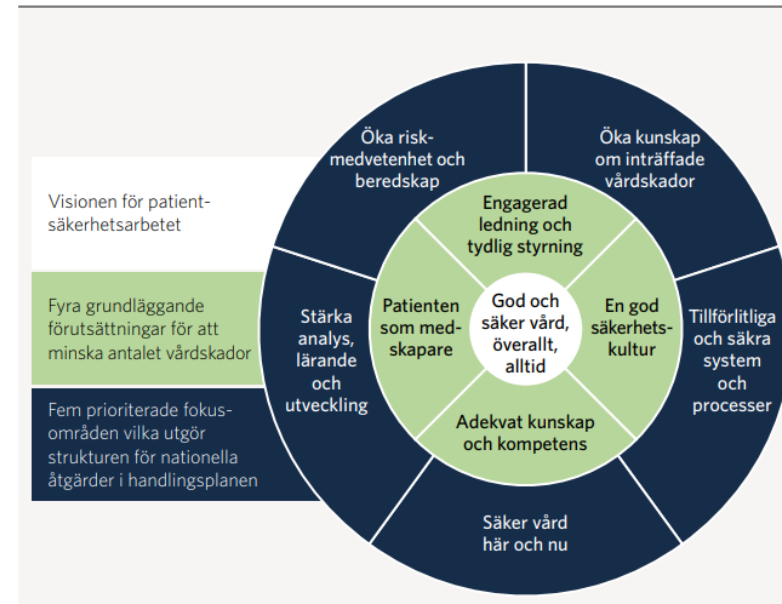 Visionen för patient-
säkerhetsarbetet
Fyra grundläggande
förutsättningar för att
minska antalet vårdskador
Fem prioriterade fokus-
områden vilka utgör
strukturen för nationella
åtgärder i handlingsplanen
Öka risk-
medvetenhet och
beredskap
Öka kunskap
om inträffade
vårdskador
Engagerad
ledning och
tydlig styrning
Stärka
analys,
lärande
och
utveckling
Patienten
som med-
skapare
God och
säker vård,
överallt,
alltid
En god
säkerhets-
kultur
Tillförlitliga
och säkra
system
och
processer
Adekvat kunskap
och kompetens
Säker vård
här och nu